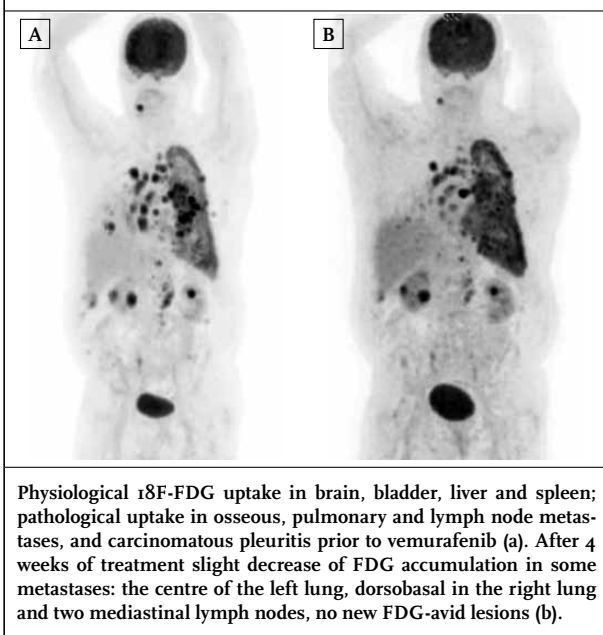 A
B
Physiological 18F-FDG uptake in brain, bladder, liver and spleen;
pathological uptake in osseous, pulmonary and lymph node metas-
tases, and carcinomatous pleuritis prior to vemurafenib (a). After 4
weeks of treatment slight decrease of FDG accumulation in some
metastases: the centre of the left lung, dorsobasal in the right lung
and two mediastinal lymph nodes, no new FDG-avid lesions (b).